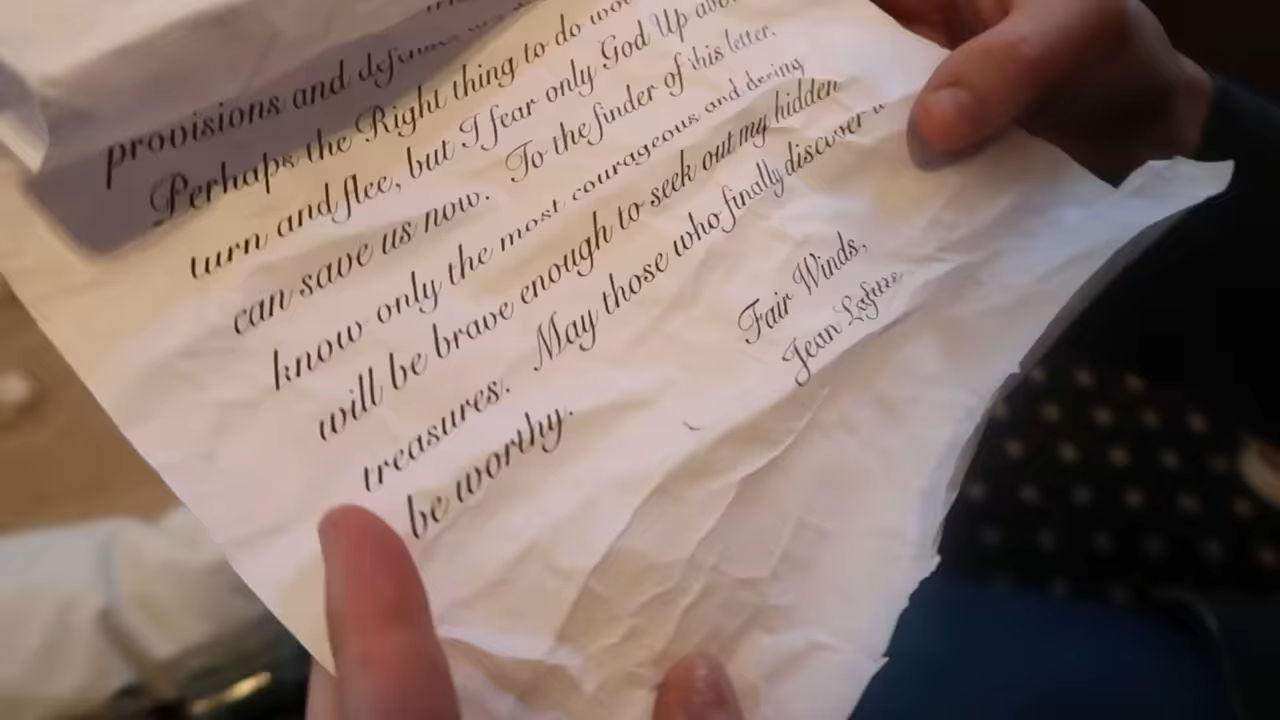 provisions and
Perhaps the Right thing to do
turn and flee, but I fear only God Up
can save us now. To the finder of this letter.
know only the most courageous and dering
will be brave enough to seek out my hidden
treasures. May those who finally discover
be worthy.
Fair Winds,
Jean